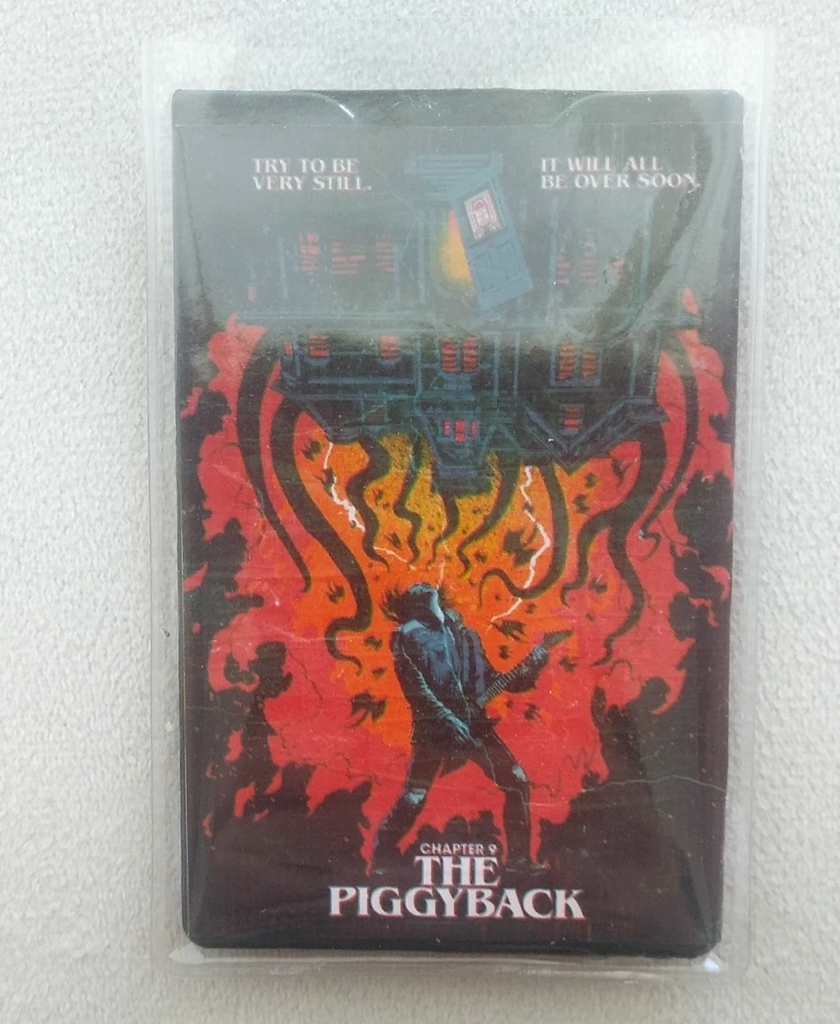 TRY TO BE
VERY STILL.
IT WILL ALL
BE OVER SOON.
CHAPTER 9
THE
PIGGYBACK